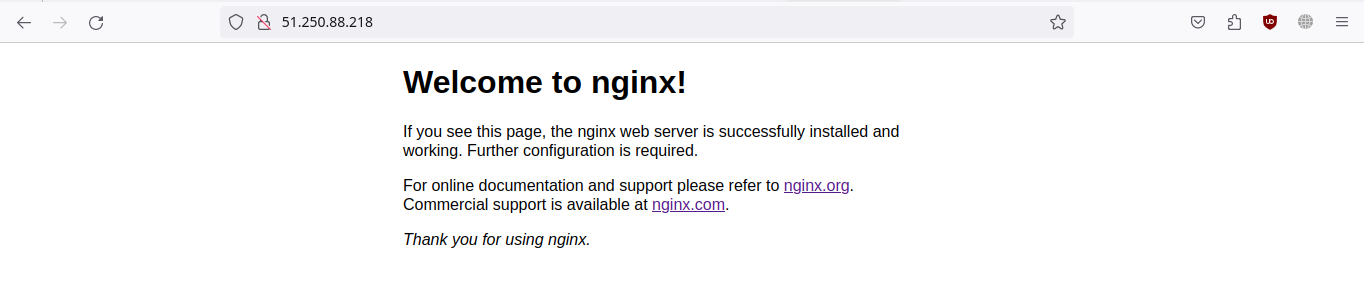 51.250.88.218
Welcome to nginx!
If you see this page, the nginx web server is successfully installed and
working. Further configuration is required.
For online documentation and support please refer to nginx.org.
Commercial support is available at nginx.com.
Thank you for using nginx.